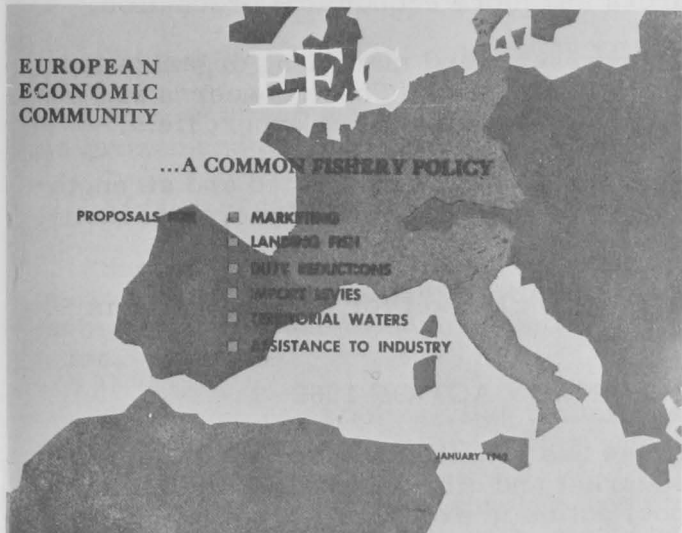 EEC
EUROPEAN
ECONOMIC
COMMUNITY
...A COMMON FISHERY POLICY
PROPOSALS FOR
MARKETING
LANDING FISH
DUTY REDUCTIONS
IMPORT LEVIES
TERRITORIAL WATERS
ASSISTANCE TO INDUSTRY
JANUARY